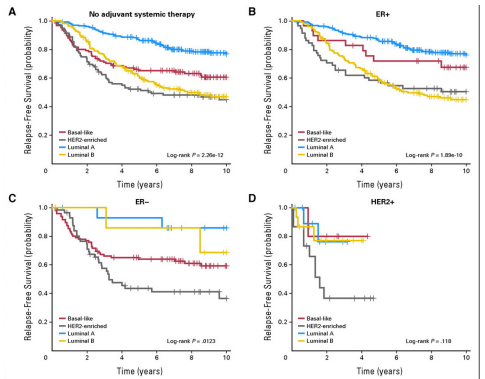 A
No adjuvant systemic therapy
Relapse-Free Survival (probability)
1.0
0.8
0.6
0.4
0.2
Basal-like
HER2-enriched
Luminal A
Luminal B
Log-rank P = 2.26e-12
0 2 4 6 8 10
Time (years)
B
ER+
Relapse-Free Survival (probability)
1.0
0.8
0.6
0.4
0.2
Basal-like
HER2-enriched
Luminal A
Luminal B
Log-rank P = 1.89e-10
0 2 4 6 8 10
Time (years)
C
ER–
Relapse-Free Survival (probability)
1.0
0.8
0.6
0.4
0.2
Basal-like
HER2-enriched
Luminal A
Luminal B
Log-rank P = .0123
0 2 4 6 8 10
Time (years)
D
HER2+
Relapse-Free Survival (probability)
1.0
0.8
0.6
0.4
0.2
Basal-like
HER2-enriched
Luminal A
Luminal B
Log-rank P = .118
0 2 4 6 8 10
Time (years)